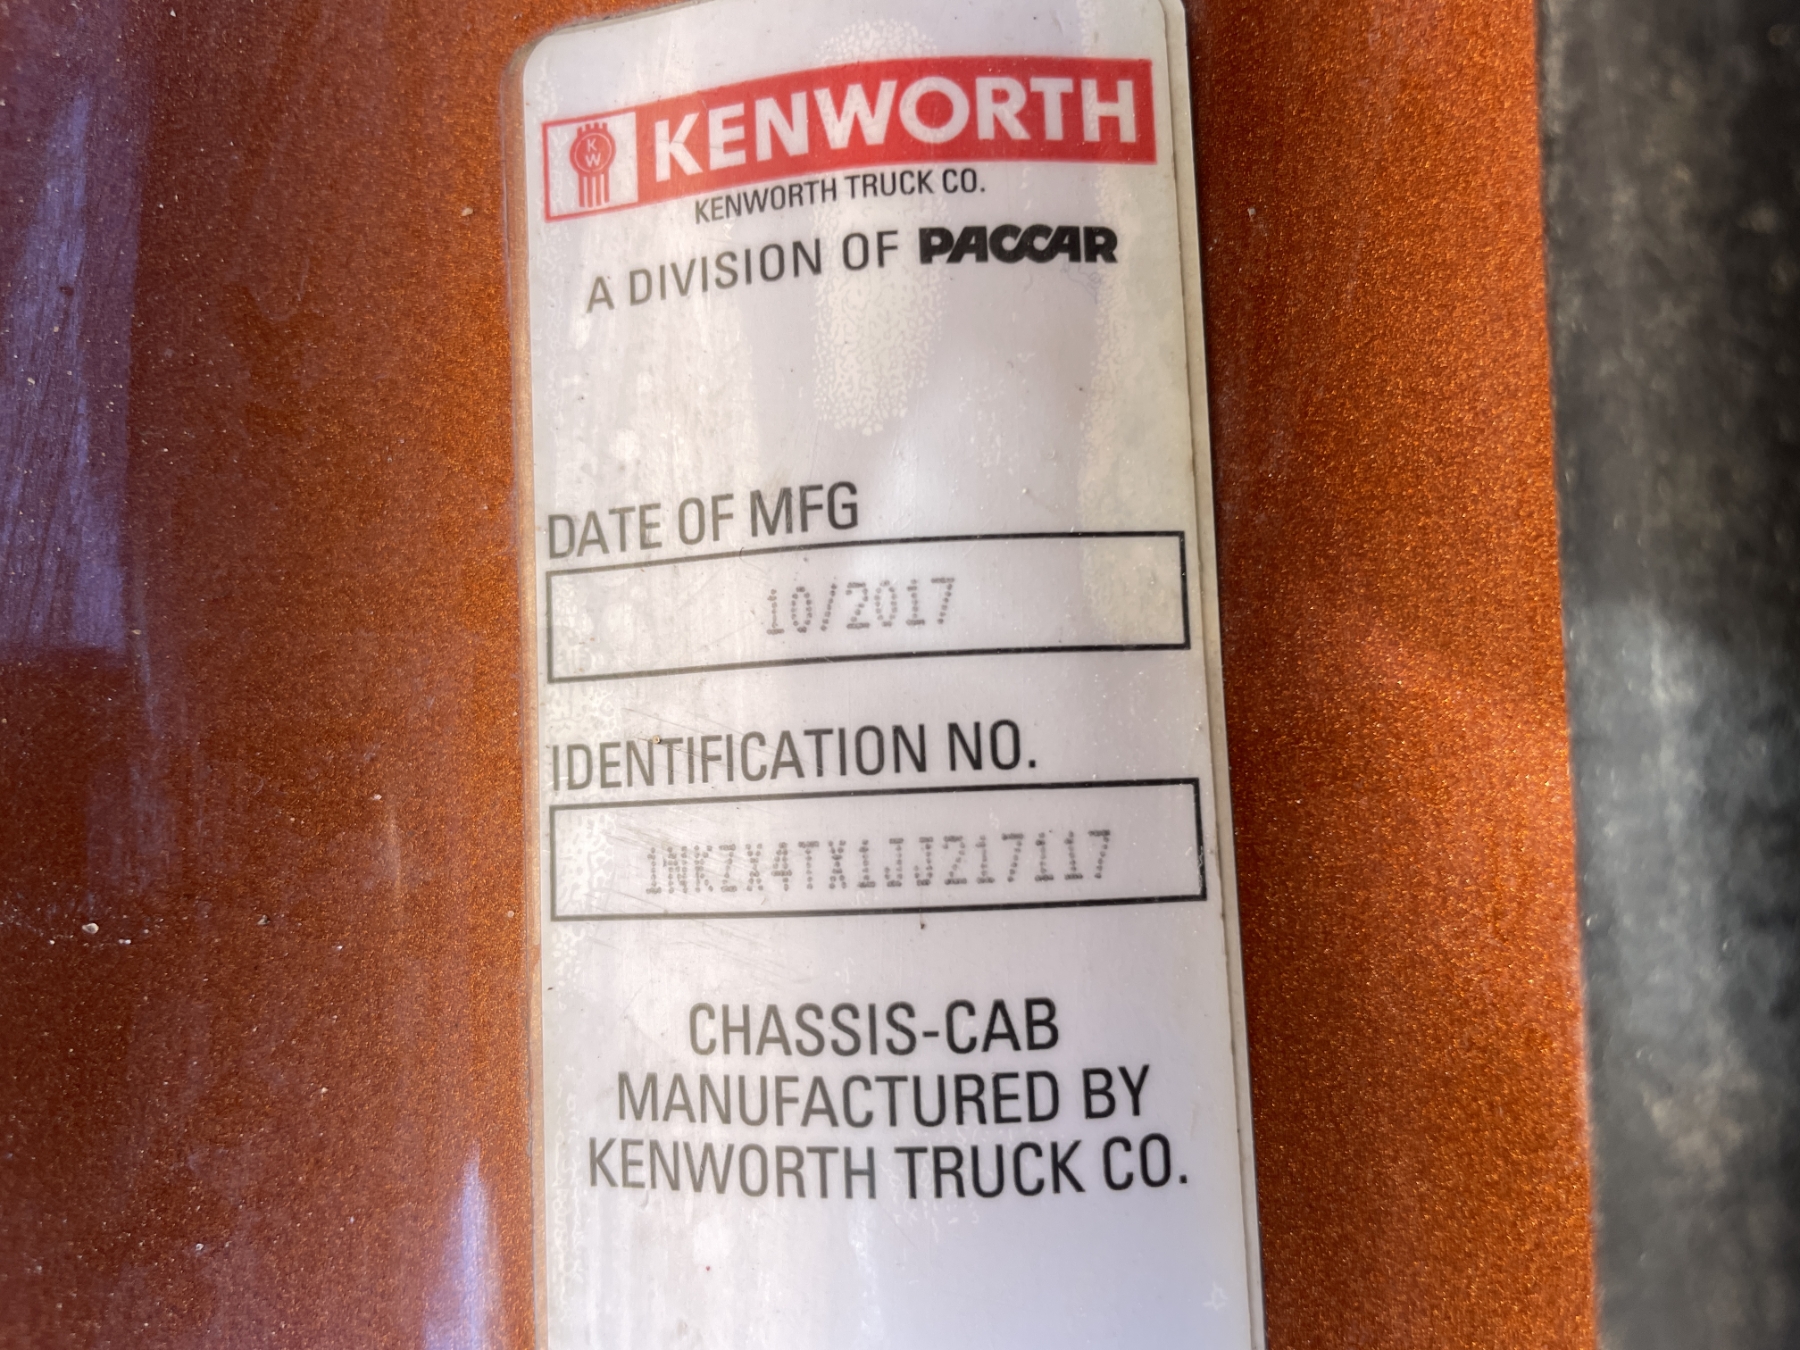 KW KENWORTH
KENWORTH TRUCK CO.
A DIVISION OF PACCAR
DATE OF MFG
10/2017
IDENTIFICATION NO.
1NKZX4TX1JJ217117
CHASSIS-CAB
MANUFACTURED BY
KENWORTH TRUCK CO.